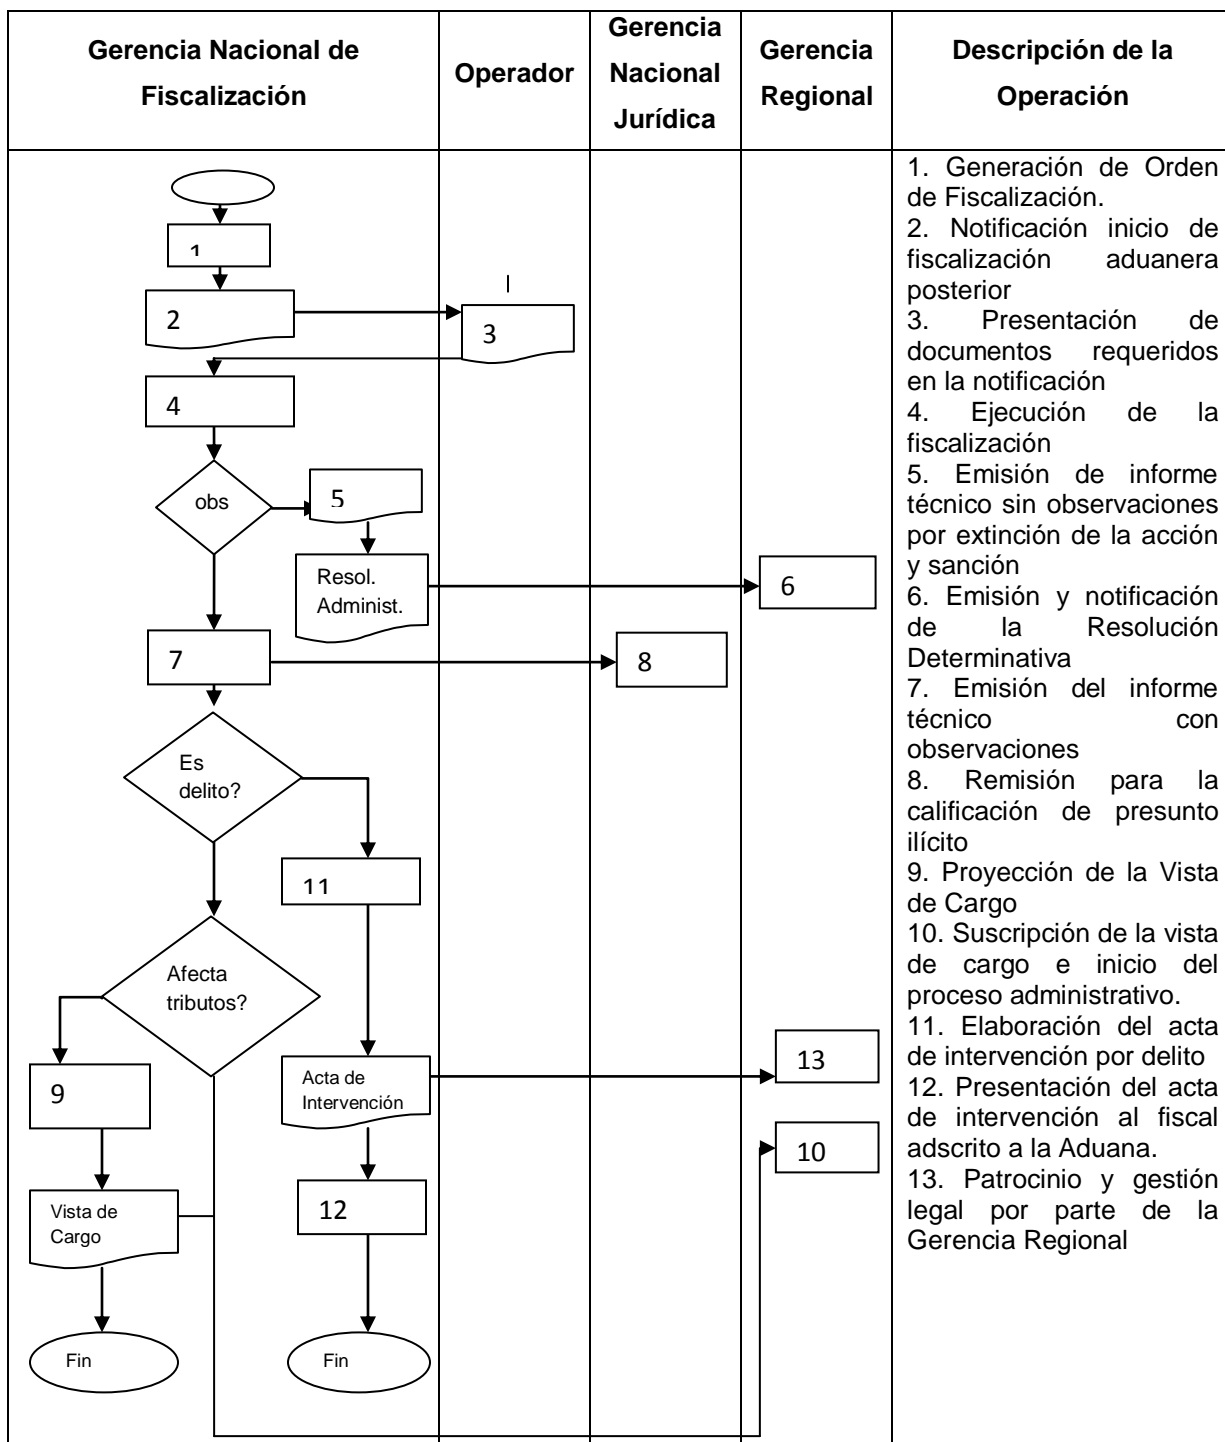 Gerencia Nacional de
Fiscalización
Operador
Gerencia
Nacional
Jurídica
Gerencia
Regional
Descripción de la
Operación
1
2
3
4
obs
5
Resol.
Administ.
6
7
8
Es
delito?
11
Afecta
tributos?
9
Acta de
Intervención
13
10
Vista de
Cargo
12
Fin
Fin
1. Generación de Orden
de Fiscalización.
2. Notificación inicio de
fiscalización aduanera
posterior
3. Presentación de
documentos requeridos
en la notificación
4. Ejecución de la
fiscalización
5. Emisión de informe
técnico sin observaciones
por extinción de la acción
y sanción
6. Emisión y notificación
de la Resolución
Determinativa
7. Emisión del informe
técnico con
observaciones
8. Remisión para la
calificación de presunto
ilícito
9. Proyección de la Vista
de Cargo
10. Suscripción de la vista
de cargo e inicio del
proceso administrativo.
11. Elaboración del acta
de intervención por delito
12. Presentación del acta
de intervención al fiscal
adscrito a la Aduana.
13. Patrocinio y gestión
legal por parte de la
Gerencia Regional